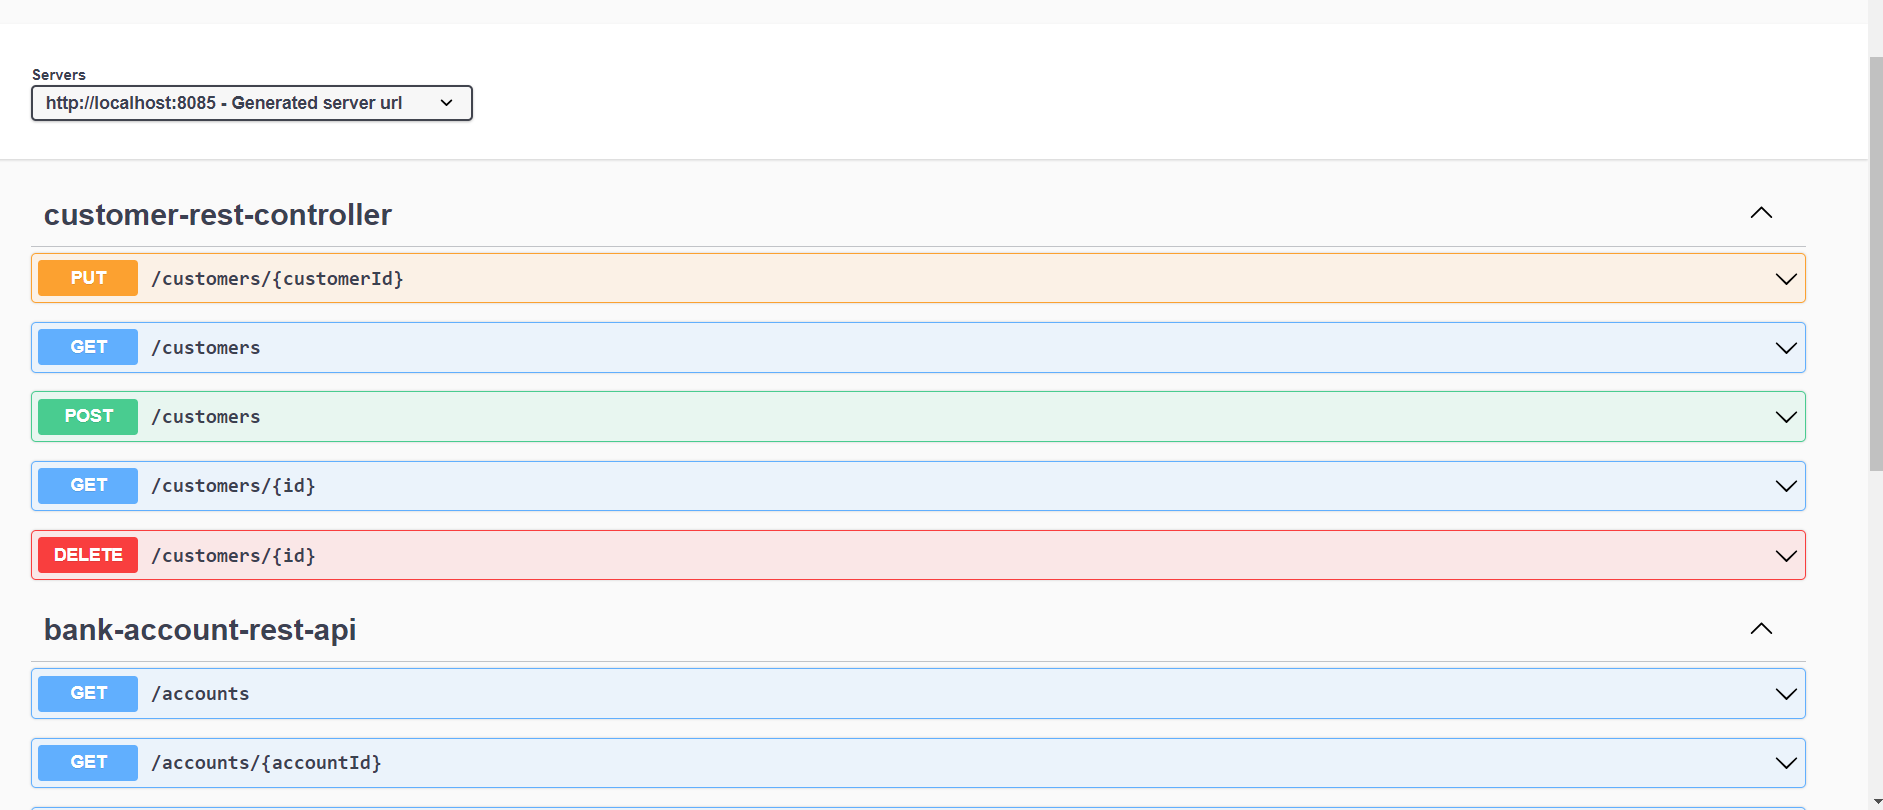 Servers
http://localhost:8085 - Generated server url
customer-rest-controller
PUT /customers/{customerId}
GET /customers
POST /customers
GET /customers/{id}
DELETE /customers/{id}
bank-account-rest-api
GET /accounts
GET /accounts/{accountId}